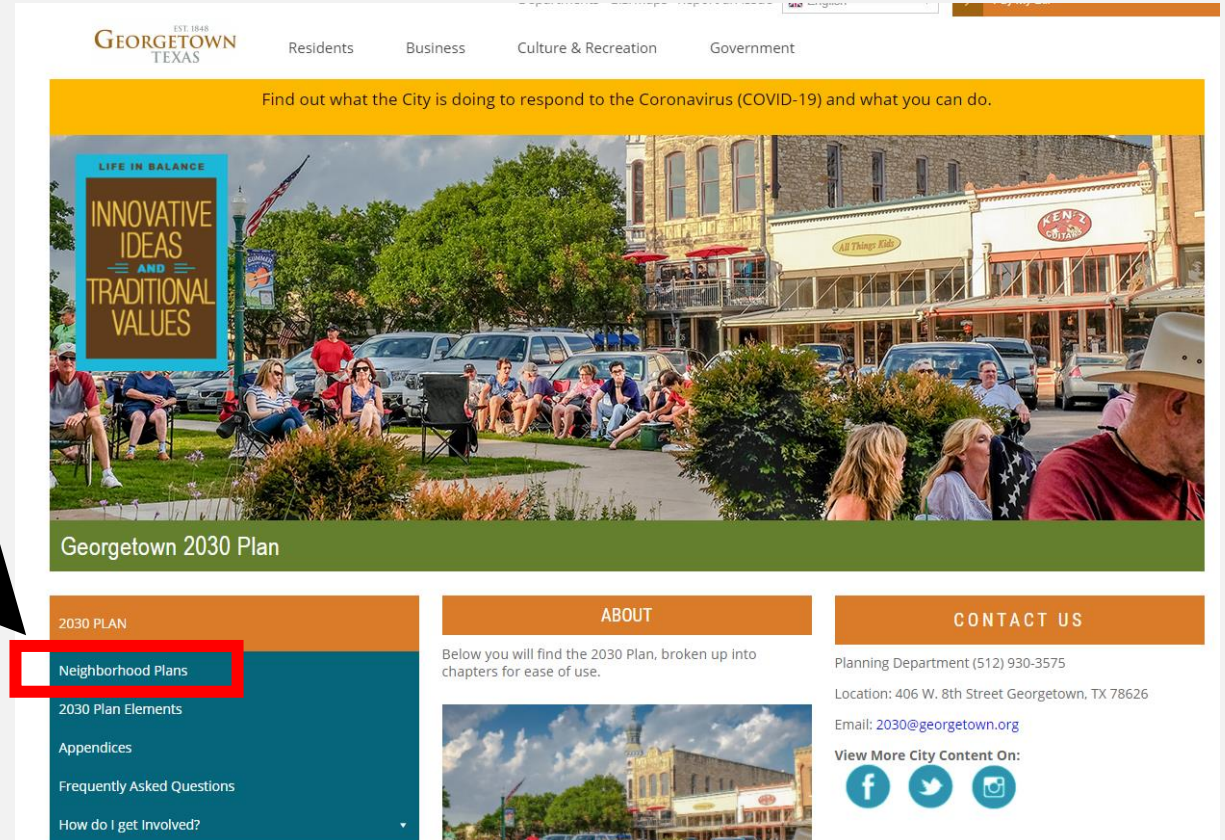 EST. 1848
GEORGETOWN
TEXAS
Residents Business Culture & Recreation Government
Find out what the City is doing to respond to the Coronavirus (COVID-19) and what you can do.
LIFE IN BALANCE
INNOVATIVE
IDEAS
AND
TRADITIONAL
VALUES
SUMMER
All Things Kids
KEN'Z
GUITARS
Georgetown 2030 Plan
2030 PLAN
Neighborhood Plans
2030 Plan Elements
Appendices
Frequently Asked Questions
How do I get Involved?
ABOUT
Below you will find the 2030 Plan, broken up into
chapters for ease of use.
CONTACT US
Planning Department (512) 930-3575
Location: 406 W. 8th Street Georgetown, TX 78626
Email: 2030@georgetown.org
View More City Content On: